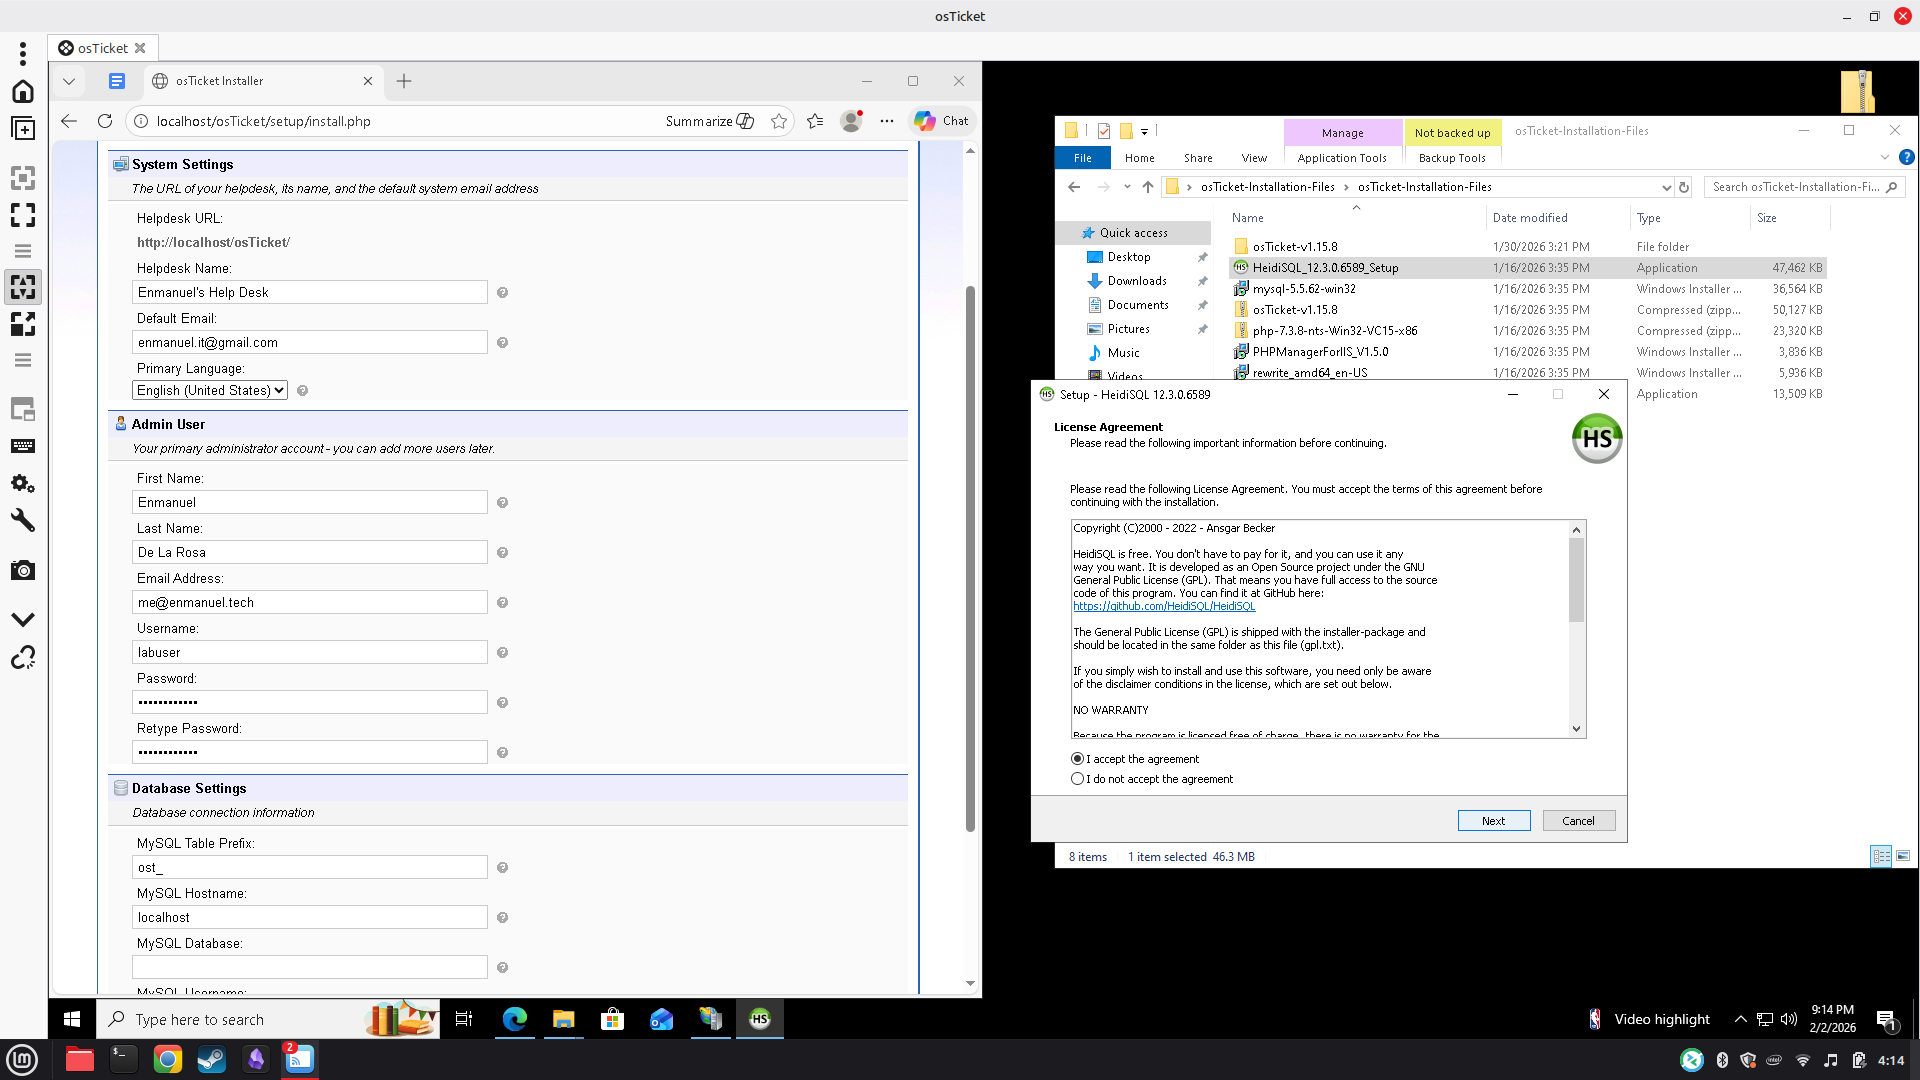 osTicket
osTicket
osTicket Installer
localhost/osTicket/setup/install.php
Summarize
Chat
System Settings
The URL of your helpdesk, its name, and the default system email address
Helpdesk URL:
http://localhost/osTicket/
Helpdesk Name:
Enmanuel's Help Desk
Default Email:
enmanuel.it@gmail.com
Primary Language:
English (United States)
Admin User
Your primary administrator account - you can add more users later.
First Name:
Enmanuel
Last Name:
De La Rosa
Email Address:
me@enmanuel.tech
Username:
labuser
Password:
••••••••••••
Retype Password:
••••••••••••
Database Settings
Database connection information
MySQL Table Prefix:
ost_
MySQL Hostname:
localhost
MySQL Database:
MySQL Username:
Manage
Not backed up
osTicket-Installation-Files
File
Home
Share
View
Application Tools
Backup Tools
osTicket-Installation-Files › osTicket-Installation-Files
Search osTicket-Installation-Fi...
Quick access
Desktop
Downloads
Documents
Pictures
Music
Videos
Name Date modified Type Size
osTicket-v1.15.8 1/30/2026 3:21 PM File folder
HeidiSQL_12.3.0.6589_Setup 1/16/2026 3:35 PM Application 47,462 KB
mysql-5.5.62-win32 1/16/2026 3:35 PM Windows Installer ... 36,564 KB
osTicket-v1.15.8 1/16/2026 3:35 PM Compressed (zipp... 50,127 KB
php-7.3.8-nts-Win32-VC15-x86 1/16/2026 3:35 PM Compressed (zipp... 23,320 KB
PHPManagerForIIS_V1.5.0 1/16/2026 3:35 PM Windows Installer ... 3,836 KB
rewrite_amd64_en-US 1/16/2026 3:35 PM Windows Installer ... 5,936 KB
Application 13,509 KB
HS Setup - HeidiSQL 12.3.0.6589
License Agreement
Please read the following important information before continuing.
HS
Please read the following License Agreement. You must accept the terms of this agreement before
continuing with the installation.
Copyright (C)2000 - 2022 - Ansgar Becker
HeidiSQL is free. You don't have to pay for it, and you can use it any
way you want. It is developed as an Open Source project under the GNU
General Public License (GPL). That means you have full access to the source
code of this program. You can find it at GitHub here:
https://github.com/HeidiSQL/HeidiSQL
The General Public License (GPL) is shipped with the installer-package and
should be located in the same folder as this file (gpl.txt).
If you simply wish to install and use this software, you need only be aware
of the disclaimer conditions in the license, which are set out below.
NO WARRANTY
Because the program is licensed free of charge, there is no warranty for the
I accept the agreement
I do not accept the agreement
Next
Cancel
8 items
1 item selected 46.3 MB
Type here to search
HS
Video highlight
9:14 PM
2/2/2026
1
2
4:14